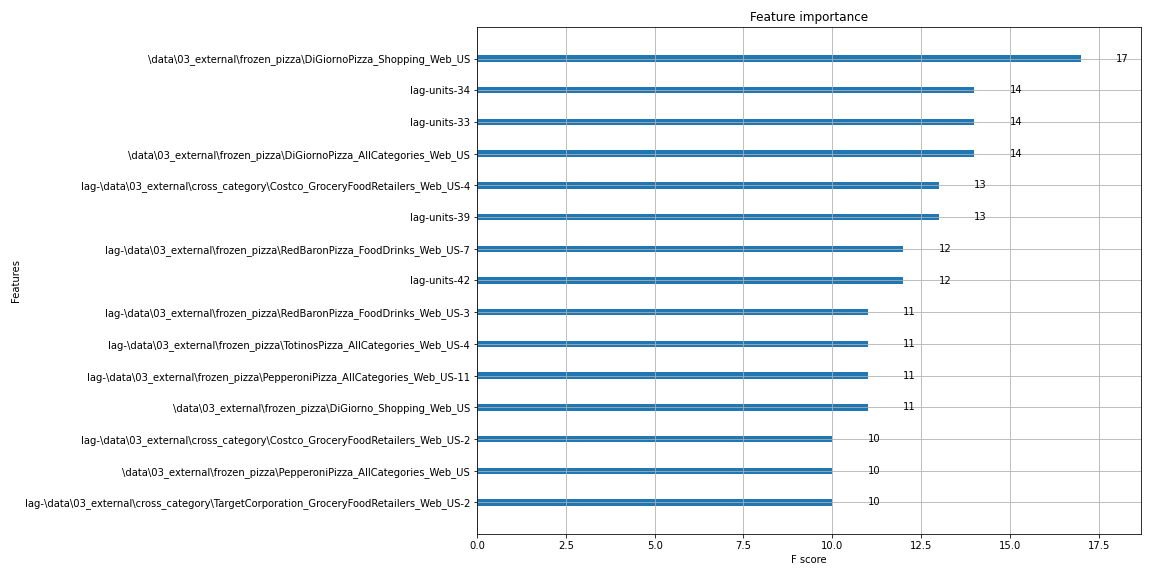 Feature importance
Features
\data\03_external\frozen_pizza\DiGiornoPizza_Shopping_Web_US
17
lag-units-34
14
lag-units-33
14
\data\03_external\frozen_pizza\DiGiornoPizza_AllCategories_Web_US
14
lag-\data\03_external\cross_category\Costco_GroceryFoodRetailers_Web_US-4
13
lag-units-39
13
lag-\data\03_external\frozen_pizza\RedBaronPizza_FoodDrinks_Web_US-7
12
lag-units-42
12
lag-\data\03_external\frozen_pizza\RedBaronPizza_FoodDrinks_Web_US-3
11
lag-\data\03_external\frozen_pizza\TotinosPizza_AllCategories_Web_US-4
11
lag-\data\03_external\frozen_pizza\PepperoniPizza_AllCategories_Web_US-11
11
\data\03_external\frozen_pizza\DiGiorno_Shopping_Web_US
11
lag-\data\03_external\cross_category\Costco_GroceryFoodRetailers_Web_US-2
10
\data\03_external\frozen_pizza\PepperoniPizza_AllCategories_Web_US
10
lag-\data\03_external\cross_category\TargetCorporation_GroceryFoodRetailers_Web_US-2
10
0.0 2.5 5.0 7.5 10.0 12.5 15.0 17.5
F score